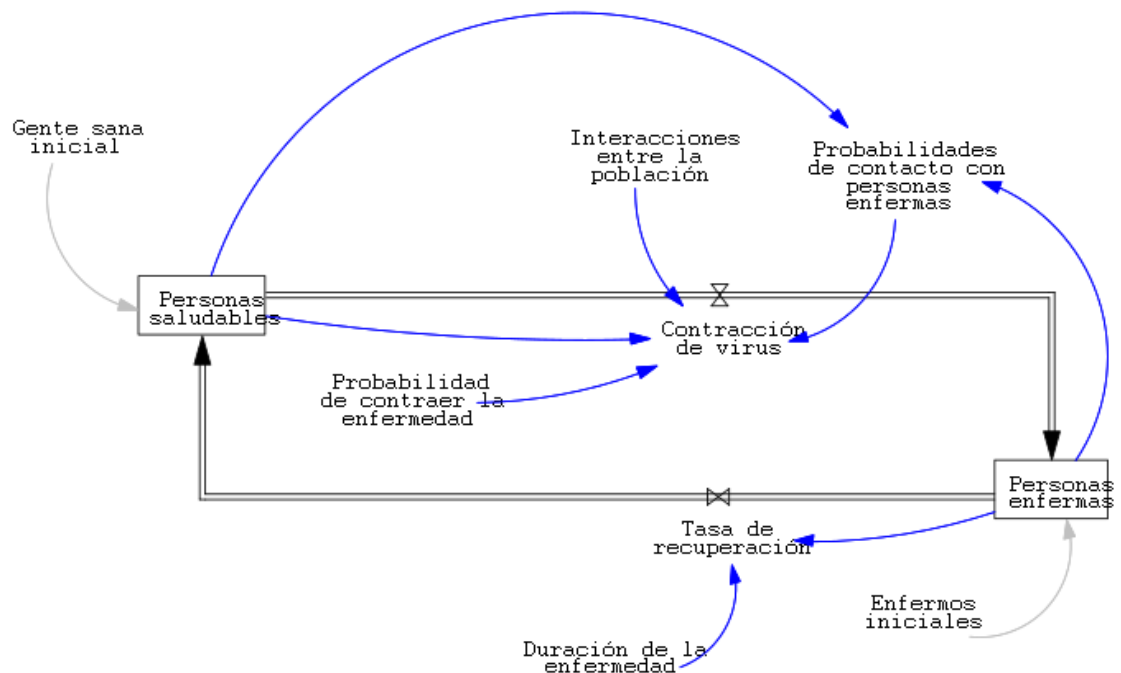 Gente sana
inicial
Interacciones
entre la
población
Probabilidades
de contacto con
personas
enfermas
Personas
saludables
Contracción
de virus
Probabilidad
de contraer la
enfermedad
Personas
enfermas
Tasa de
recuperación
Enfermos
iniciales
Duración de la
enfermedad